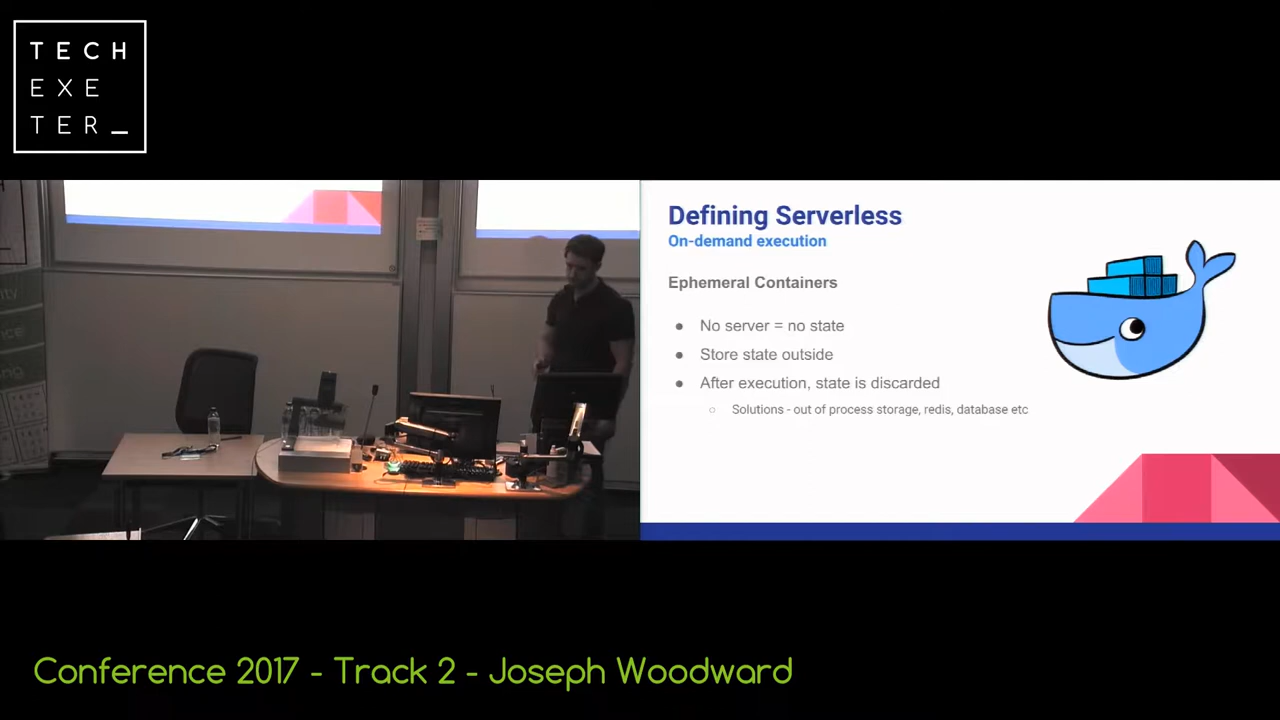 TECH
EXE
TER_
Defining Serverless
On-demand execution
Ephemeral Containers
● No server = no state
● Store state outside
● After execution, state is discarded
○ Solutions - out of process storage, redis, database etc
Conference 2017 - Track 2 - Joseph Woodward